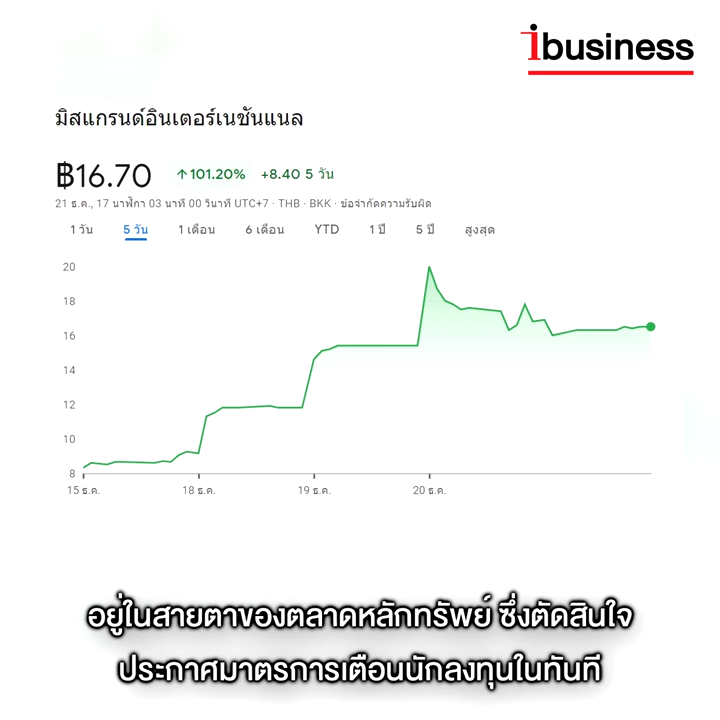 ibusiness
มิสแกรนด์อินเตอร์เนชันแนล
฿16.70 ↑101.20% +8.40 5 วัน
21 ธ.ค., 17 นาฬิกา 03 นาที 00 วินาที UTC+7 · THB · BKK · ข้อจำกัดความรับผิด
1 วัน 5 วัน 1 เดือน 6 เดือน YTD 1 ปี 5 ปี สูงสุด
20
18
16
14
12
10
8
15 ธ.ค. 18 ธ.ค. 19 ธ.ค. 20 ธ.ค.
อยู่ในสายตาของตลาดหลักทรัพย์ ซึ่งตัดสินใจ
ประกาศมาตรการเตือนนักลงทุนในทันที